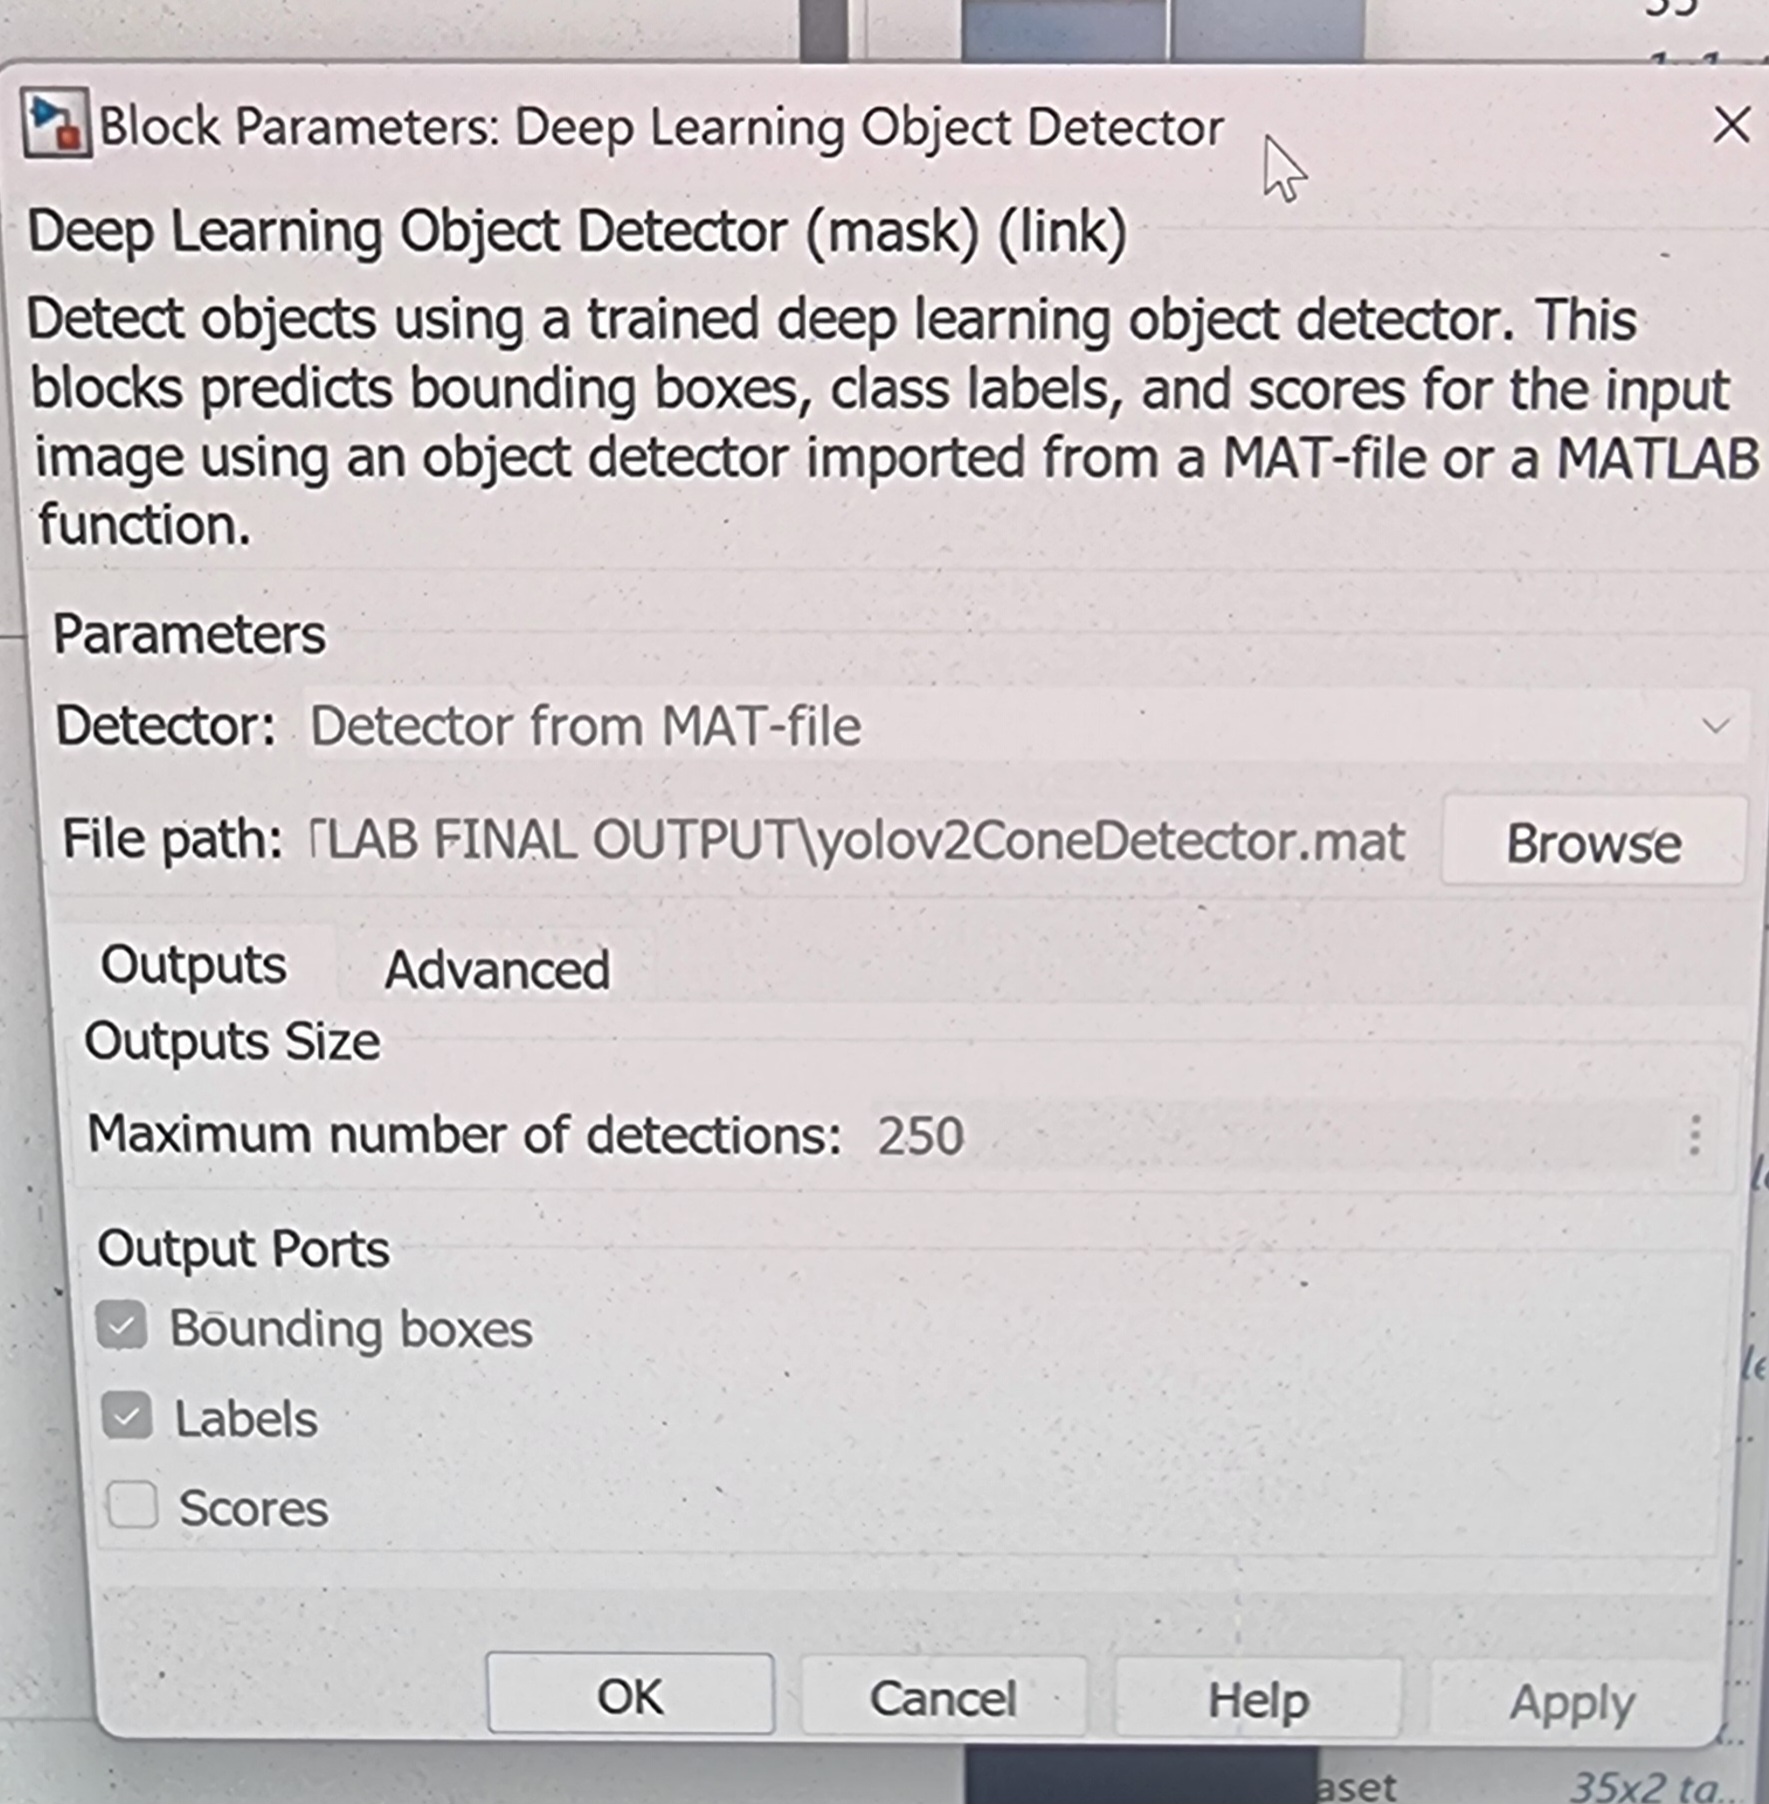 Block Parameters: Deep Learning Object Detector
Deep Learning Object Detector (mask) (link)
Detect objects using a trained deep learning object detector. This
blocks predicts bounding boxes, class labels, and scores for the input
image using an object detector imported from a MAT-file or a MATLAB
function.
Parameters
Detector: Detector from MAT-file
File path: TLAB FINAL OUTPUT\yolov2ConeDetector.mat Browse
Outputs Advanced
Outputs Size
Maximum number of detections: 250
Output Ports
Bounding boxes
Labels
Scores
OK Cancel Help Apply
aset 35x2 ta...